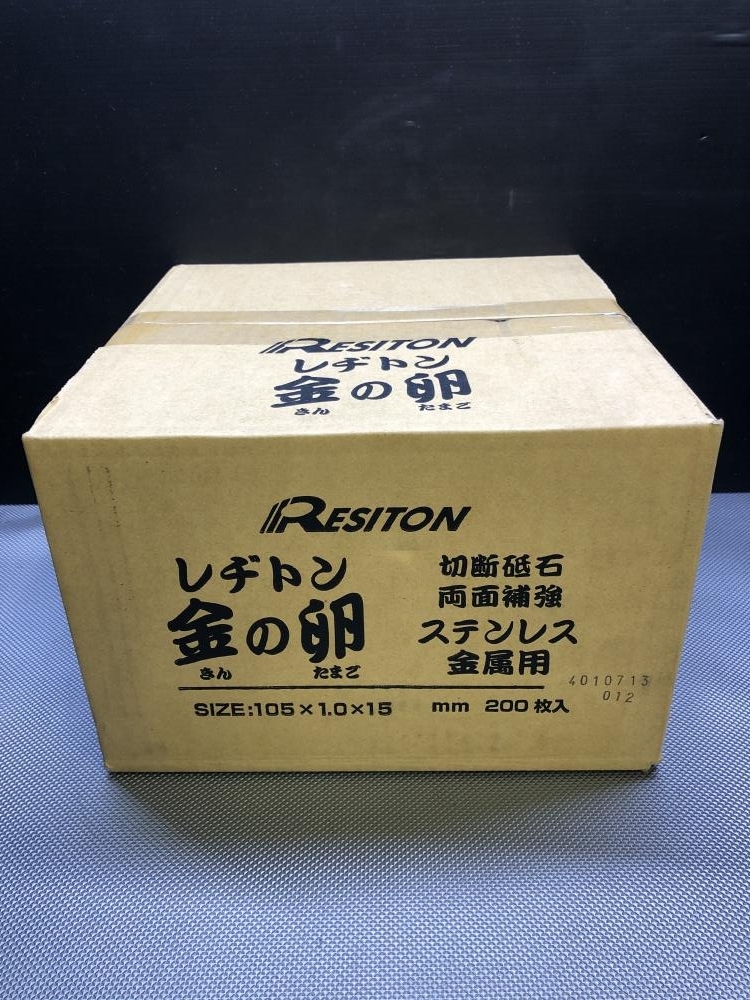 RESITON
レヂトン
金の卵
きん たまご
RESITON
レヂトン
金の卵
きん たまご
切断砥石
両面補強
ステンレス
金属用
4010713
012
SIZE:105×1.0×15 mm 200枚入